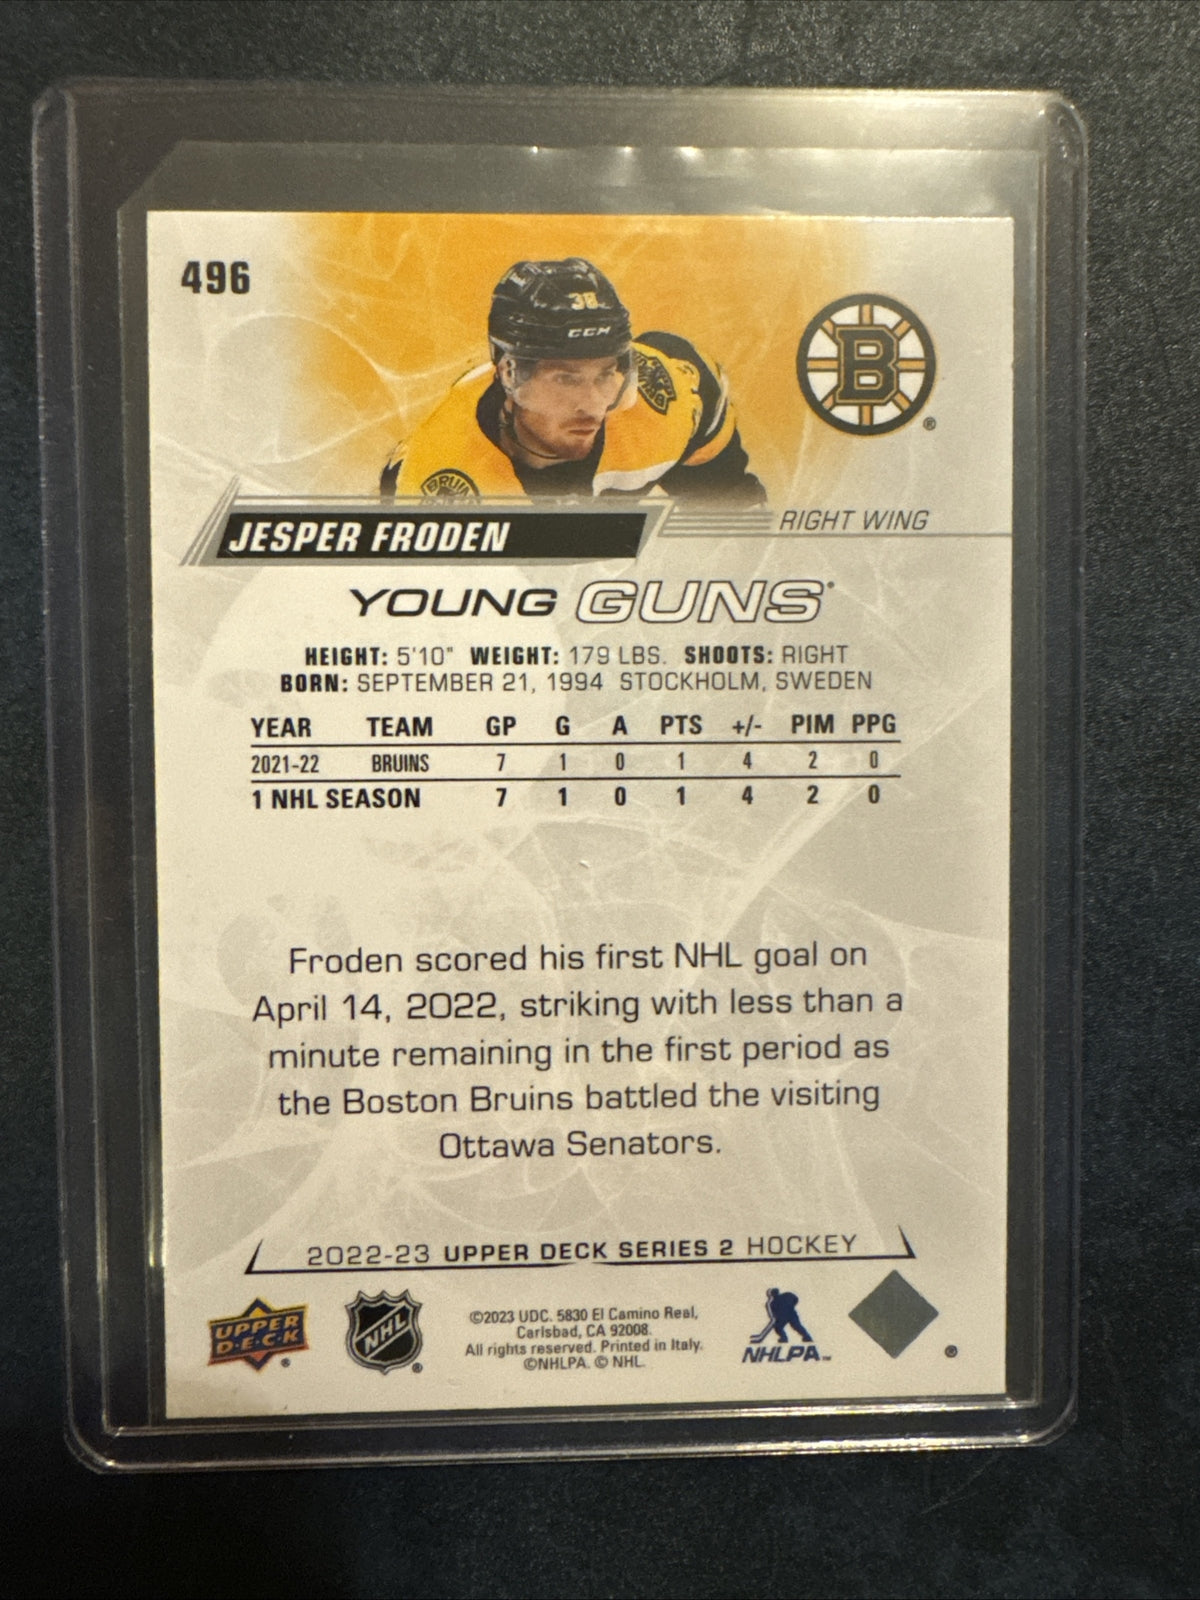 496
38
CCM
B
®
BRUIN
JESPER FRODEN
RIGHT WING
YOUNG GUNS®
HEIGHT: 5'10" WEIGHT: 179 LBS. SHOOTS: RIGHT
BORN: SEPTEMBER 21, 1994 STOCKHOLM, SWEDEN
YEAR TEAM GP G A PTS +/- PIM PPG
2021-22 BRUINS 7 1 0 1 4 2 0
1 NHL SEASON 7 1 0 1 4 2 0
Froden scored his first NHL goal on
April 14, 2022, striking with less than a
minute remaining in the first period as
the Boston Bruins battled the visiting
Ottawa Senators.
2022-23 UPPER DECK SERIES 2 HOCKEY
UPPER
D·E·C·K
®
NHL
®
©2023 UDC. 5830 El Camino Real,
Carlsbad, CA 92008.
All rights reserved. Printed in Italy.
©NHLPA. © NHL.
NHLPA™
®